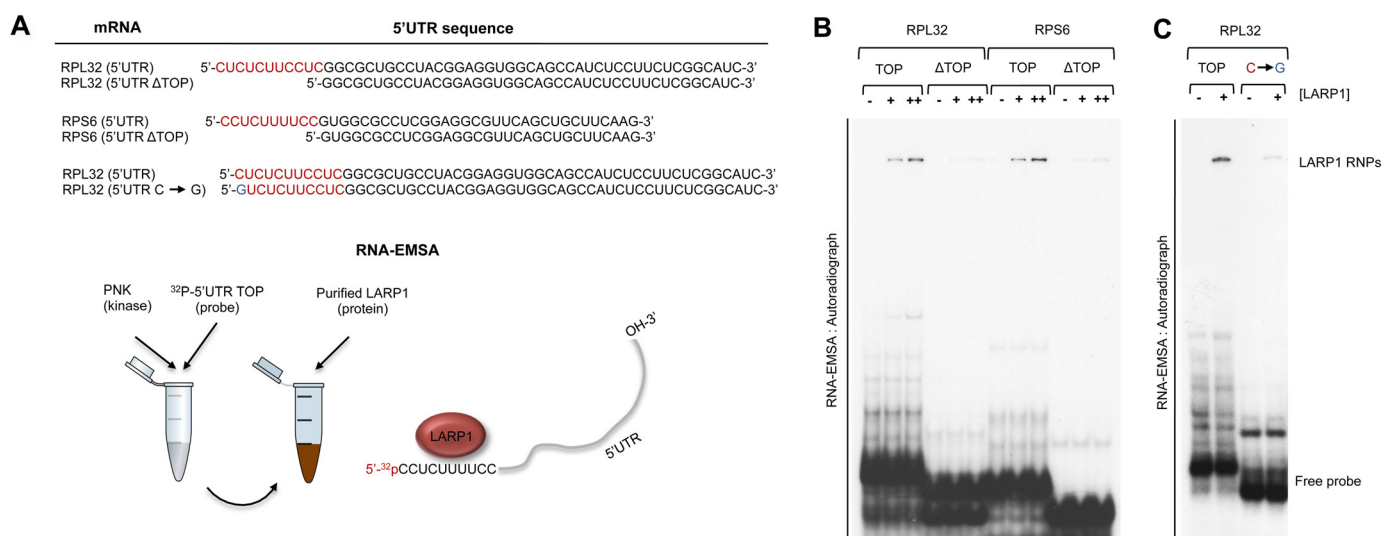 A
mRNA 5'UTR sequence
RPL32 (5'UTR) 5'-CUCUCUUCCUCGGCGCUGCCUACGGAGGUGGCAGCCAUCUCCUUCUCGGCAUC-3'
RPL32 (5'UTR ΔTOP) 5'-GGCGCUGCCUACGGAGGUGGCAGCCAUCUCCUUCUCGGCAUC-3'
RPS6 (5'UTR) 5'-CCUCUUUUCCGUGGCGCCUCGGAGGCGUUCAGCUGCUUCAAG-3'
RPS6 (5'UTR ΔTOP) 5'-GUGGCGCCUCGGAGGCGUUCAGCUGCUUCAAG-3'
RPL32 (5'UTR) 5'-CUCUCUUCCUCGGCGCUGCCUACGGAGGUGGCAGCCAUCUCCUUCUCGGCAUC-3'
RPL32 (5'UTR C → G) 5'-GUCUCUUCCUCGGCGCUGCCUACGGAGGUGGCAGCCAUCUCCUUCUCGGCAUC-3'
RNA-EMSA
PNK
(kinase)
³²P-5'UTR TOP
(probe)
Purified LARP1
(protein)
LARP1
5'-³²pCCUCUUUUCC
5'UTR
OH-3'
B
RPL32 RPS6
TOP ΔTOP TOP ΔTOP
- + ++ - + ++ - + ++ - + ++
RNA-EMSA : Autoradiograph
C
RPL32
TOP C → G
- + - + [LARP1]
RNA-EMSA : Autoradiograph
LARP1 RNPs
Free probe